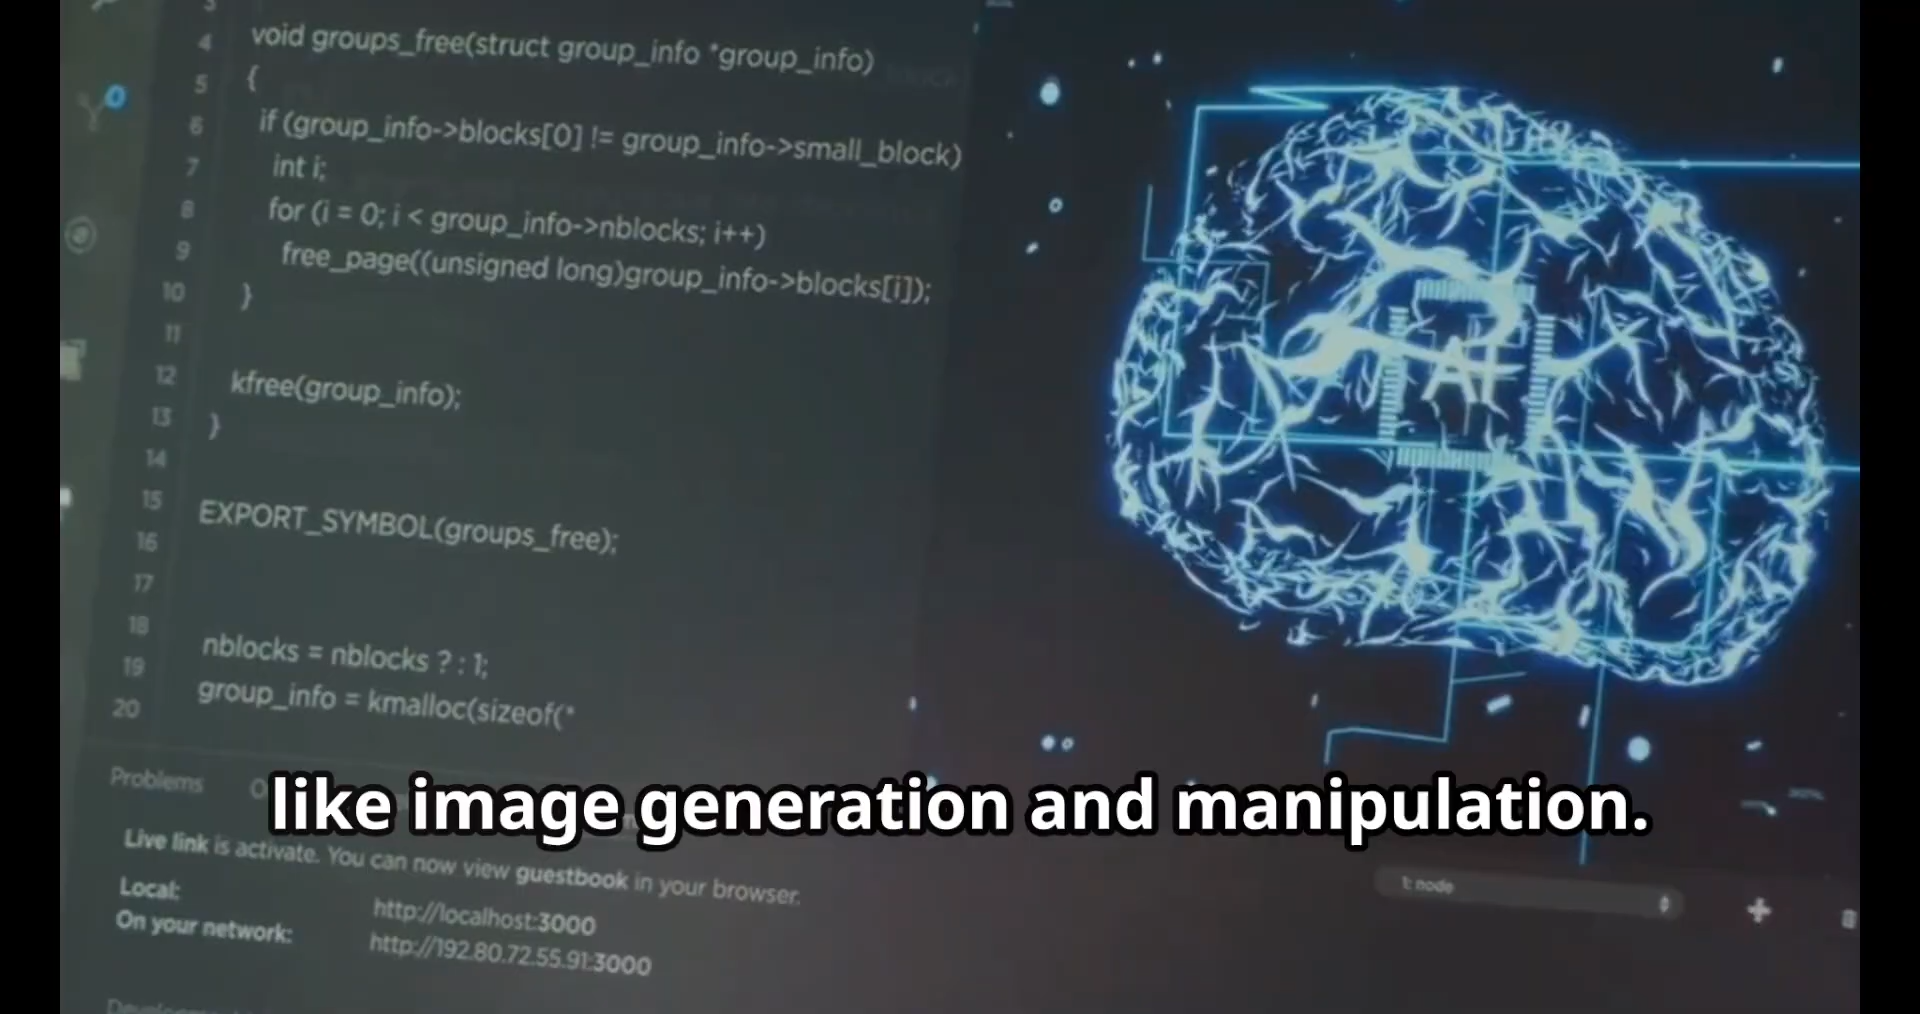 3
4 void groups_free(struct group_info *group_info)
5 {
6 if (group_info->blocks[0] != group_info->small_block)
7 int i;
8 for (i = 0; i < group_info->nblocks; i++)
9 free_page((unsigned long)group_info->blocks[i]);
10 }
11
12 kfree(group_info);
13 }
14
15 EXPORT_SYMBOL(groups_free);
16
17
18 nblocks = nblocks ? : 1;
19 group_info = kmalloc(sizeof(*
20
AI
Problems
like image generation and manipulation.
Live link is activate. You can now view guestbook in your browser.
Local: http://localhost:3000
On your network: http://192.80.72.55.91:3000
1: node